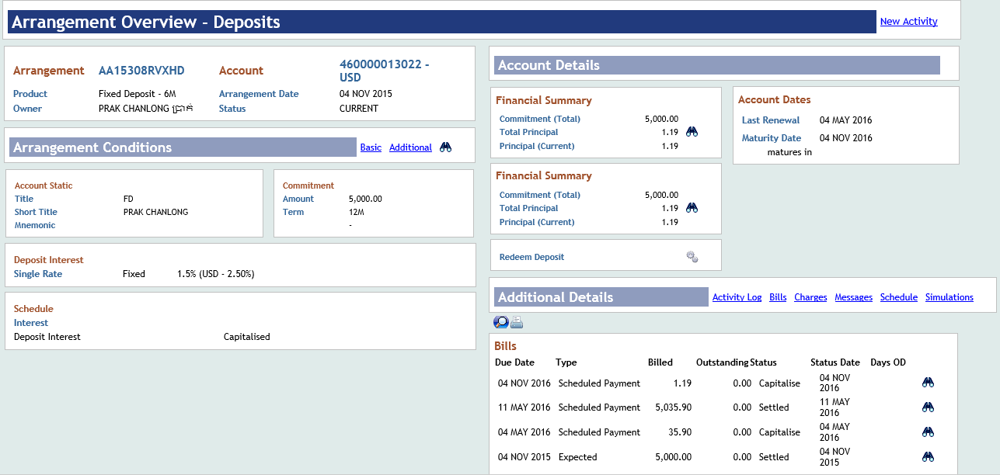 Arrangement Overview - Deposits
New Activity
Arrangement AA15308RVXHD Account 460000013022 -
USD
Product Fixed Deposit - 6M Arrangement Date 04 NOV 2015
Owner PRAK CHANLONG Status CURRENT
Arrangement Conditions
Basic Additional
Account Static
Title FD
Short Title PRAK CHANLONG
Mnemonic
Commitment
Amount 5,000.00
Term 12M
-
Deposit Interest
Single Rate Fixed 1.5% (USD - 2.50%)
Schedule
Interest
Deposit Interest Capitalised
Account Details
Financial Summary
Commitment (Total) 5,000.00
Total Principal 1.19
Principal (Current) 1.19
Account Dates
Last Renewal 04 MAY 2016
Maturity Date 04 NOV 2016
matures in
Financial Summary
Commitment (Total) 5,000.00
Total Principal 1.19
Principal (Current) 1.19
Redeem Deposit
Additional Details
Activity Log Bills Charges Messages Schedule Simulations
Bills
Due Date Type Billed Outstanding Status Status Date Days OD
04 NOV 2016 Scheduled Payment 1.19 0.00 Capitalise 04 NOV
2016
11 MAY 2016 Scheduled Payment 5,035.90 0.00 Settled 11 MAY
2016
04 MAY 2016 Scheduled Payment 35.90 0.00 Capitalise 04 MAY
2016
04 NOV 2015 Expected 5,000.00 0.00 Settled 04 NOV
2015